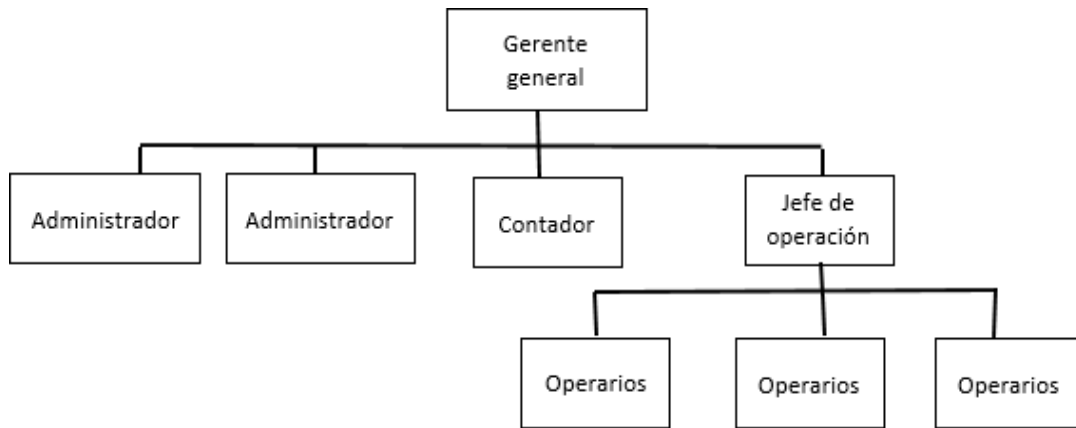 Gerente
general
Administrador
Administrador
Contador
Jefe de
operación
Operarios
Operarios
Operarios